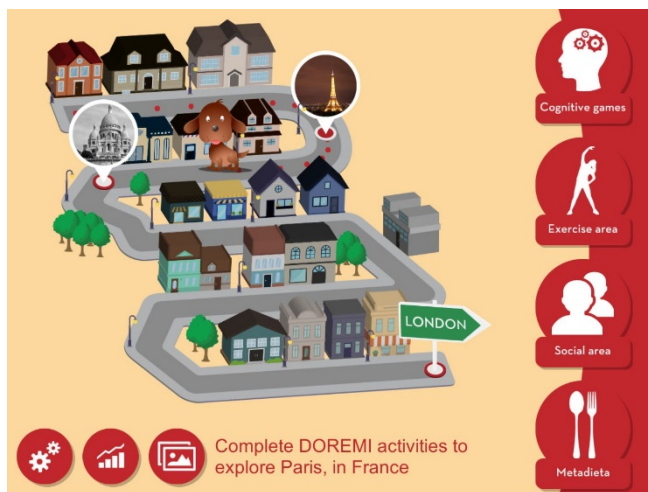 Cognitive games
Exercise area
LONDON
Social area
Complete DOREMI activities to
explore Paris, in France
Metadieta